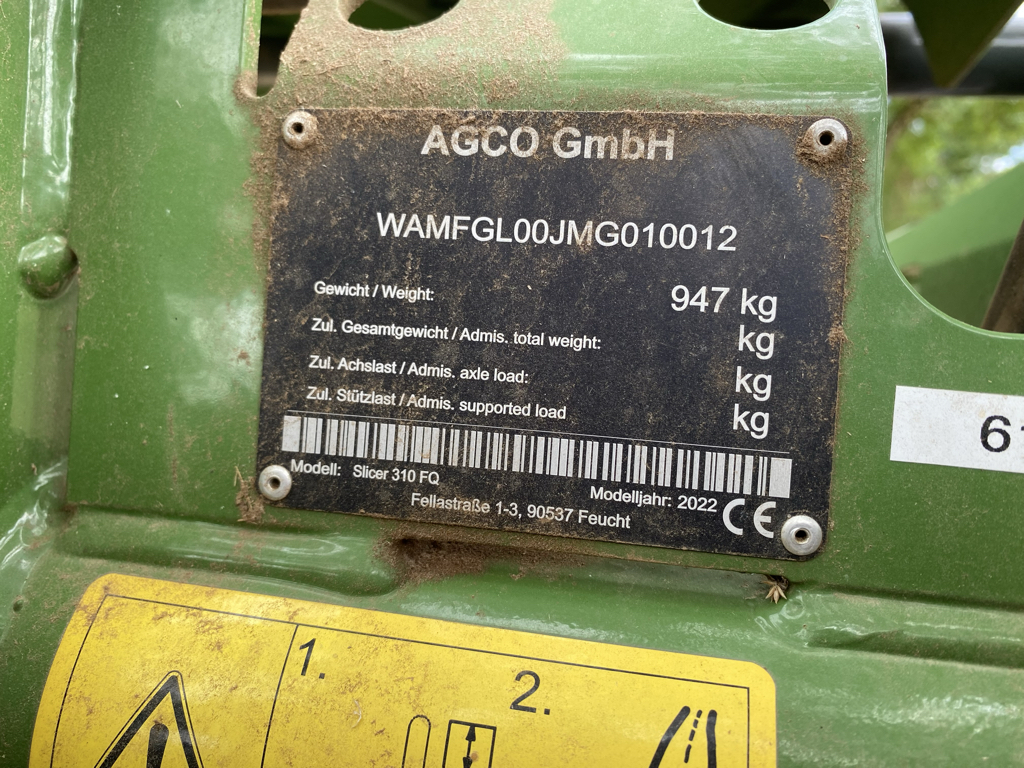 AGCO GmbH
WAMFGL00JMG010012
Gewicht / Weight: 947 kg
Zul. Gesamtgewicht / Admis. total weight: kg
Zul. Achslast / Admis. axle load: kg
Zul. Stützlast / Admis. supported load kg
Modell: Slicer 310 FQ Modelljahr: 2022 CE
Fellastraße 1-3, 90537 Feucht
61
1.
2.